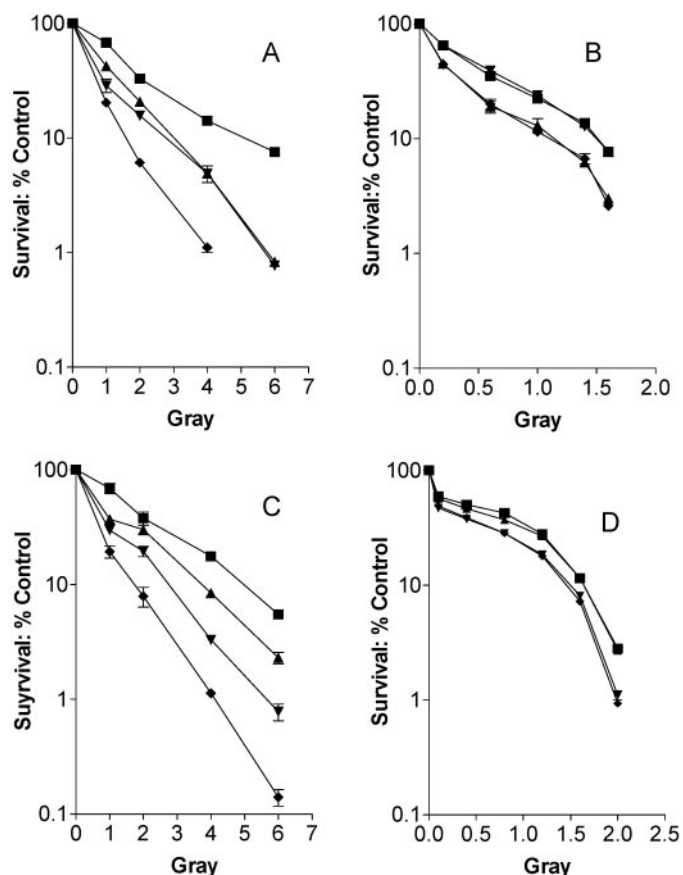 A
Survival: % Control
100
10
1
0.1
0 1 2 3 4 5 6 7
Gray
B
Survival:% Control
100
10
1
0.1
0.0 0.5 1.0 1.5 2.0
Gray
C
Suyrvival: % Control
100
10
1
0.1
0 1 2 3 4 5 6 7
Gray
D
Survival: % Control
100
10
1
0.1
0.0 0.5 1.0 1.5 2.0 2.5
Gray